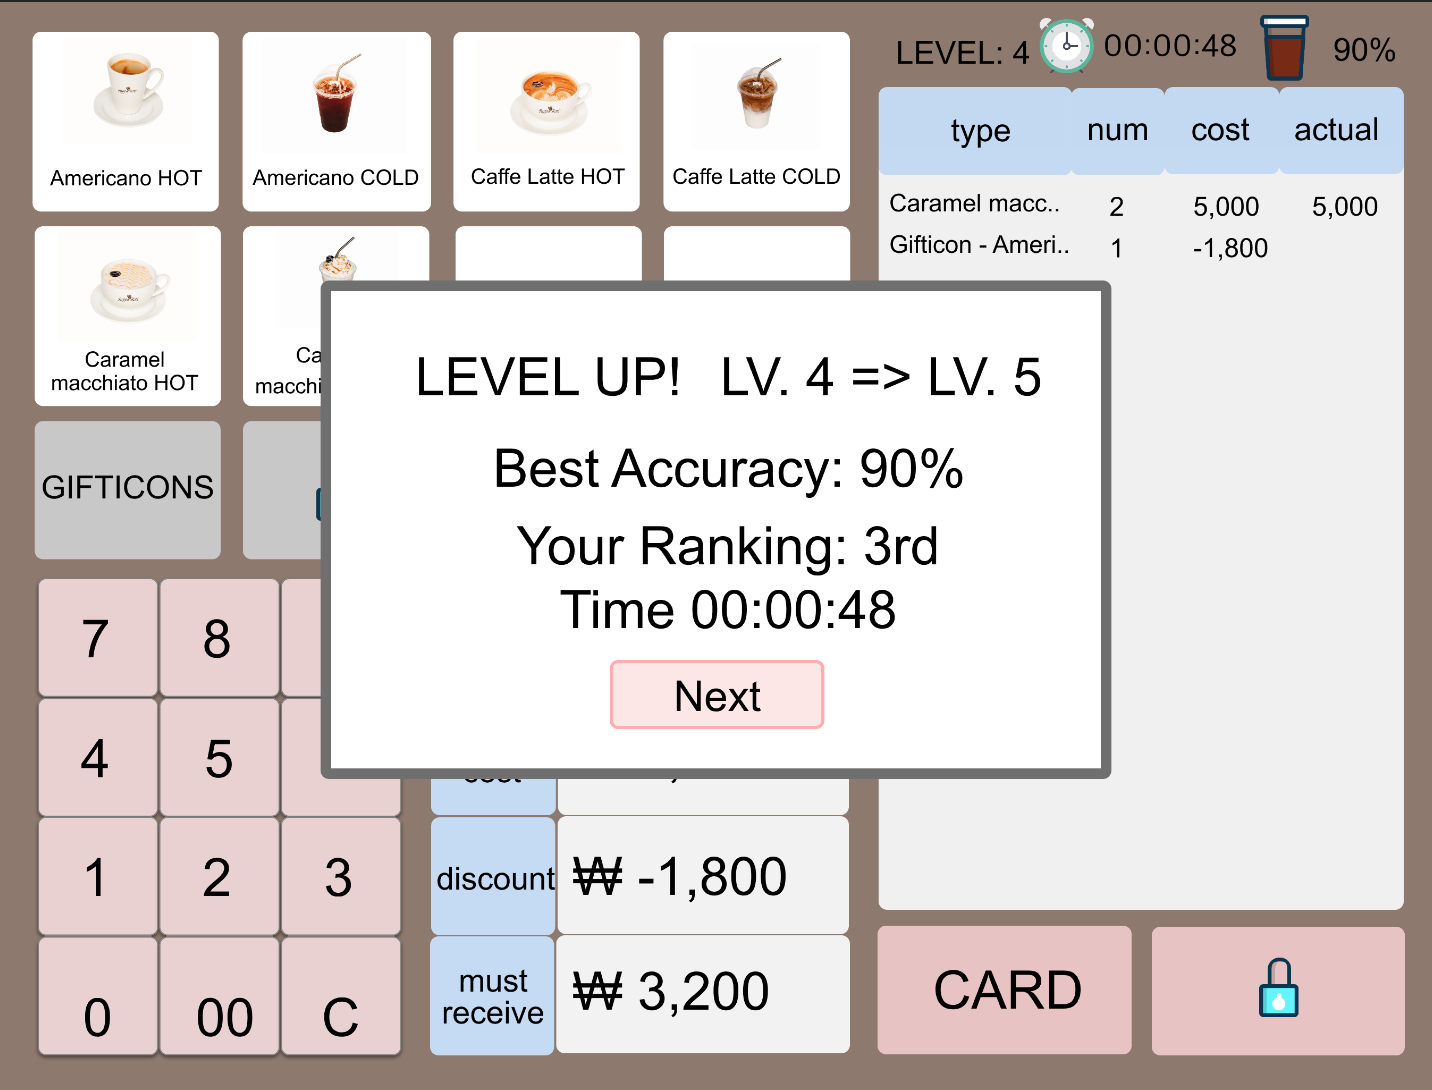 LEVEL: 4 00:00:48 90%
Americano HOT
Americano COLD
Caffe Latte HOT
Caffe Latte COLD
type num cost actual
Caramel macc.. 2 5,000 5,000
Gifticon - Ameri.. 1 -1,800
Caramel
macchiato HOT
Ca
macchi
GIFTICONS
LEVEL UP! LV. 4 => LV. 5
Best Accuracy: 90%
Your Ranking: 3rd
Time 00:00:48
Next
7 8
4 5
1 2 3
0 00 C
cost
discount ₩ -1,800
must
receive ₩ 3,200
CARD